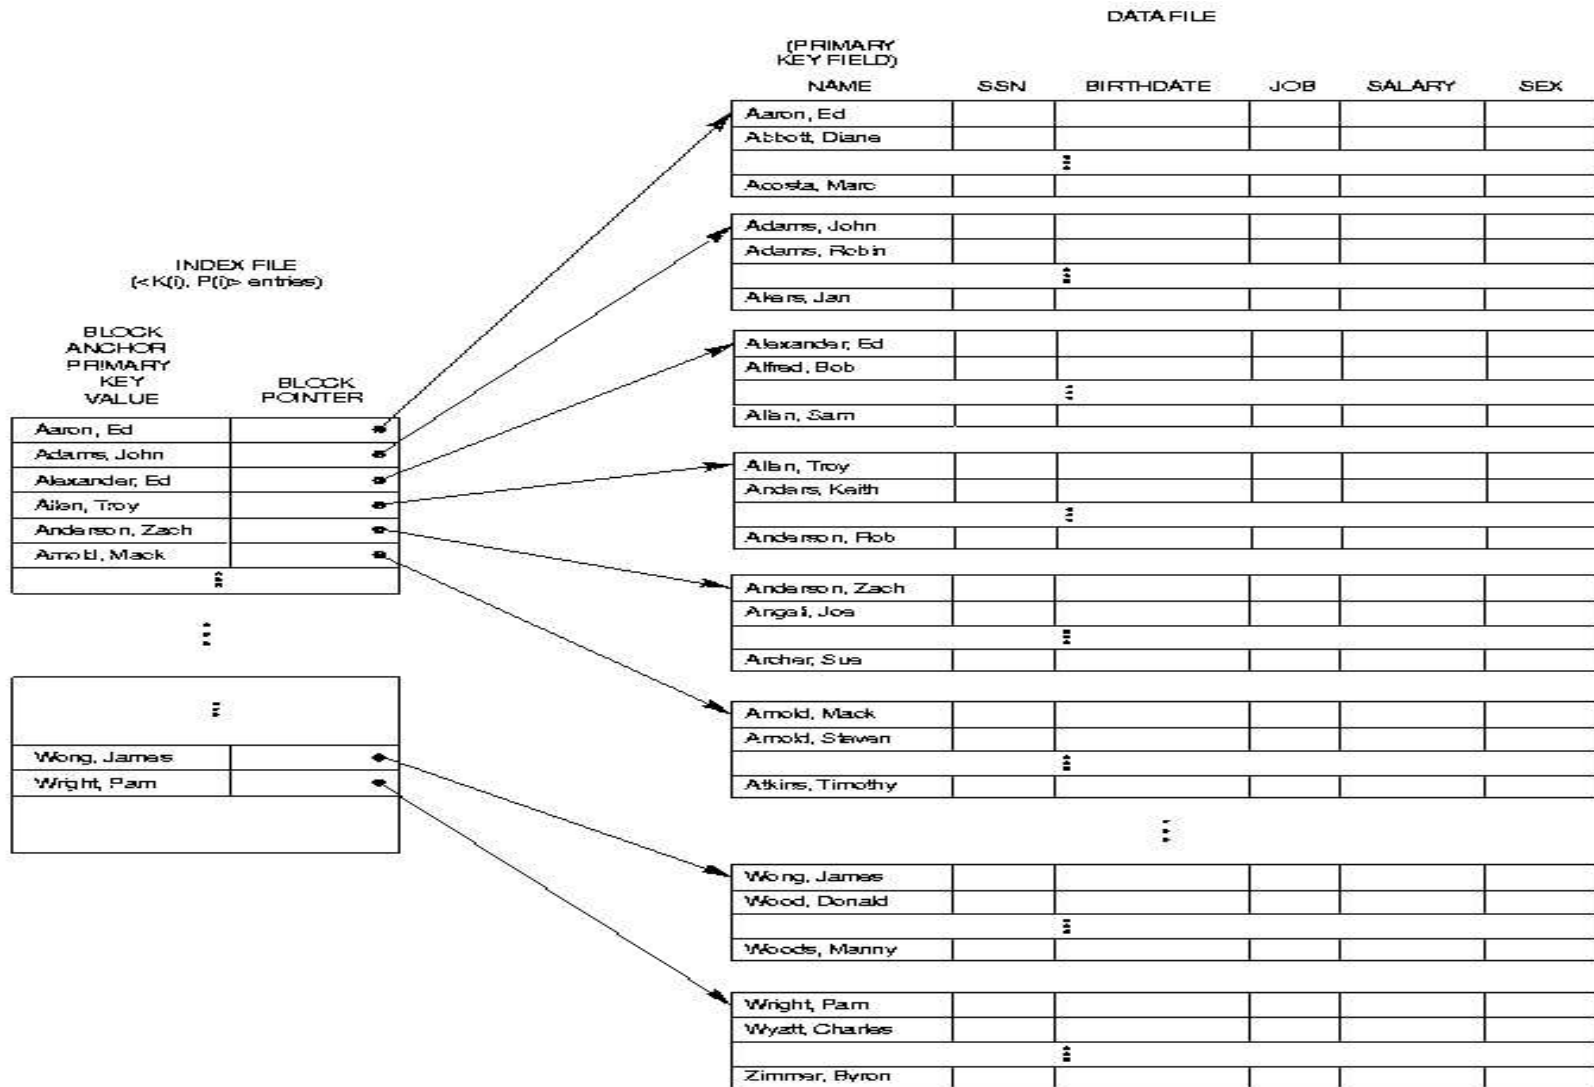 DATA FILE
(PRIMARY
KEY FIELD)
NAME SSN BIRTHDATE JOB SALARY SEX
Aaron, Ed
Abbott, Diane
Acosta, Marc
Adams, John
Adams, Robin
Akers, Jan
Alexander, Ed
Alfred, Bob
Allen, Sam
Allen, Troy
Anders, Keith
Anderson, Rob
Anderson, Zach
Angeli, Joe
Archer, Sue
Arnold, Mack
Arnold, Steven
Atkins, Timothy
Wong, James
Wood, Donald
Woods, Manny
Wright, Pam
Wyatt, Charles
Zimmer, Byron
INDEX FILE
(<K(i), P(i)> entries)
BLOCK
ANCHOR
PRIMARY
KEY
VALUE
BLOCK
POINTER
Aaron, Ed
Adams, John
Alexander, Ed
Allen, Troy
Anderson, Zach
Arnold, Mack
Wong, James
Wright, Pam